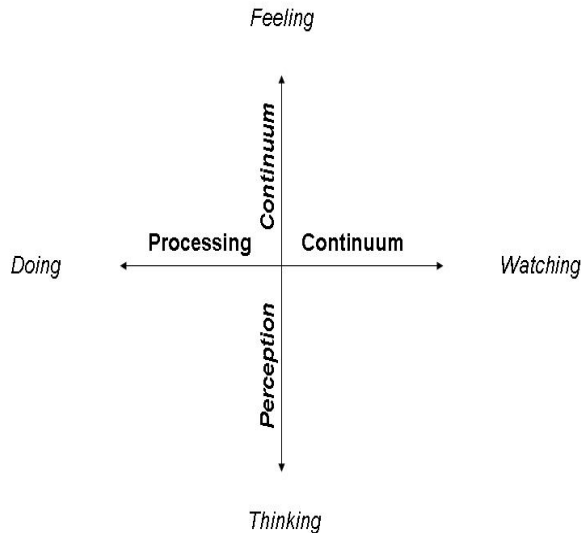 Feeling
Perception Continuum
Processing Continuum
Doing
Watching
Thinking